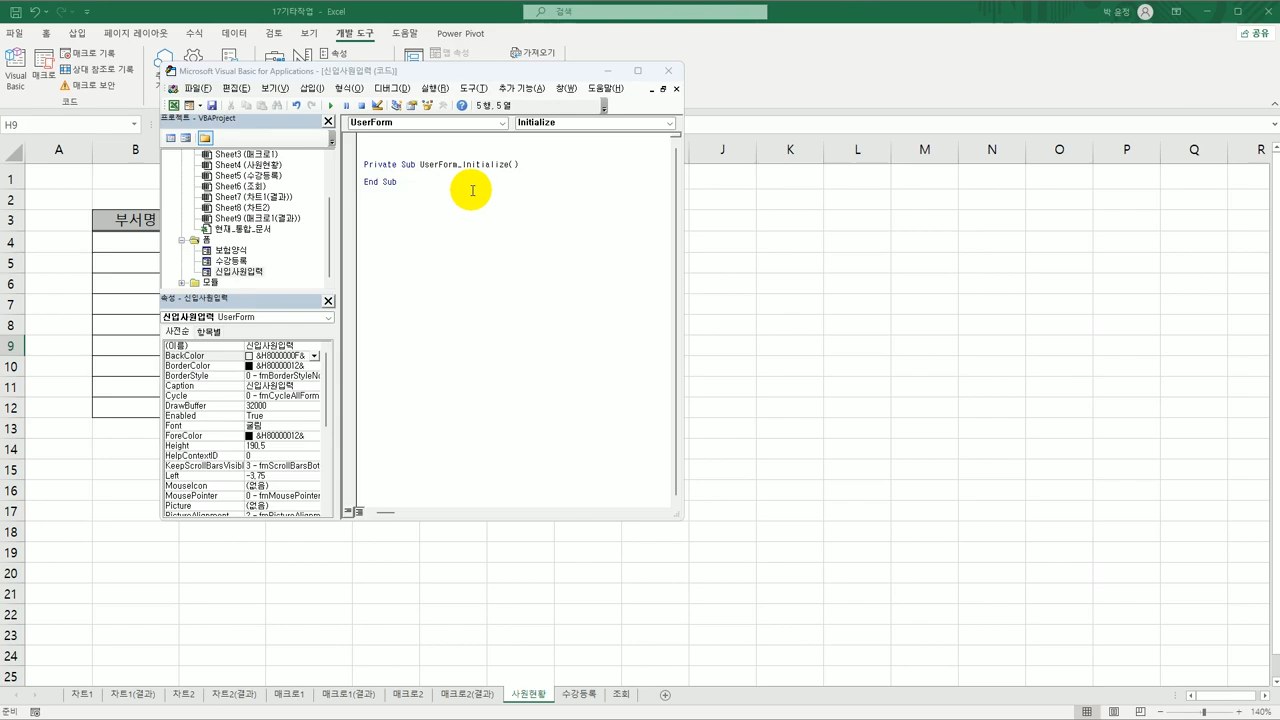 17기타작업 - Excel
검색
박 윤정
파일 홈 삽입 페이지 레이아웃 수식 데이터 검토 보기 개발 도구 도움말 Power Pivot
공유
Visual Basic
매크로
매크로 기록
상대 참조로 기록
매크로 보안
코드
속성
맵 속성
가져오기
Microsoft Visual Basic for Applications - [신입사원입력 (코드)]
파일(F) 편집(E) 보기(V) 삽입(I) 형식(O) 디버그(D) 실행(R) 도구(T) 추가 기능(A) 창(W) 도움말(H)
5 행, 5 열
H9
프로젝트 - VBAProject
UserForm
Initialize
Sheet3 (매크로1)
Sheet4 (사원현황)
Sheet5 (수강등록)
Sheet6 (조회)
Sheet7 (차트1(결과))
Sheet8 (차트2)
Sheet9 (매크로1(결과))
현재_통합_문서
폼
보험양식
수강등록
신입사원입력
모듈
Private Sub UserForm_Initialize()
End Sub
속성 - 신입사원입력
신입사원입력 UserForm
사전순 항목별
(이름) 신입사원입력
BackColor &H8000000F&
BorderColor &H80000012&
BorderStyle 0 - fmBorderStyleNo
Caption 신입사원입력
Cycle 0 - fmCycleAllForm
DrawBuffer 32000
Enabled True
Font 굴림
ForeColor &H80000012&
Height 190,5
HelpContextID 0
KeepScrollBarsVisibl 3 - fmScrollBarsBot
Left -3,75
MouseIcon (없음)
MousePointer 0 - fmMousePointer
Picture (없음)
PictureAlignment 2 - fmPictureAlignm
A B J K L M N O P Q R
1
2
3 부서명
4
5
6
7
8
9
10
11
12
13
14
15
16
17
18
19
20
21
22
23
24
25
차트1 차트1(결과) 차트2 차트2(결과) 매크로1 매크로1(결과) 매크로2 매크로2(결과) 사원현황 수강등록 조회
준비
140%